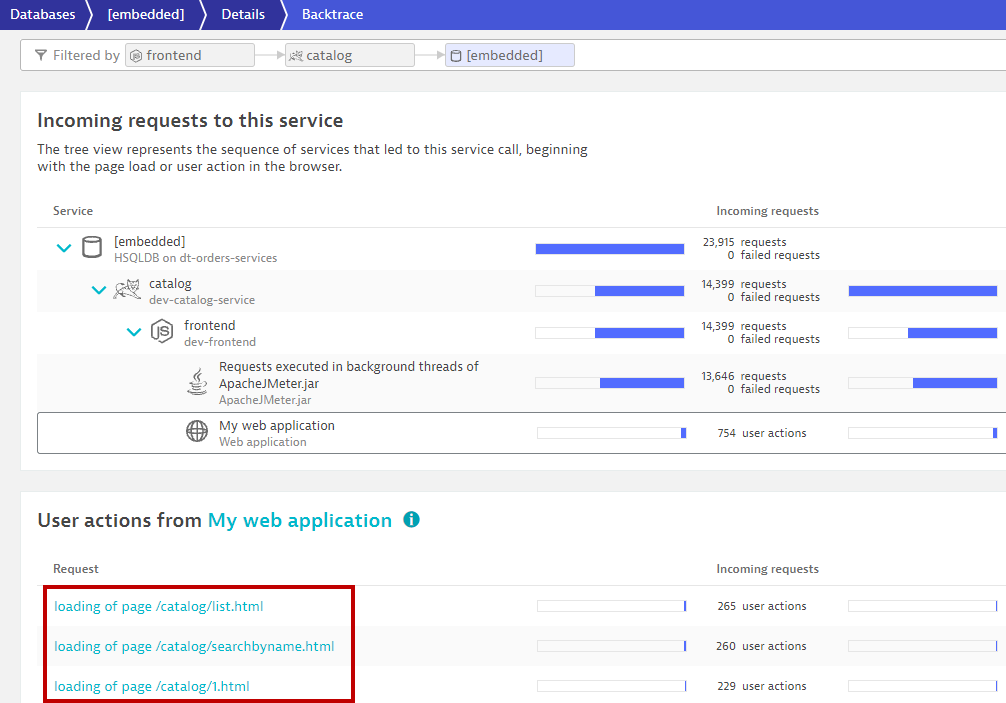 Databases [embedded] Details Backtrace
Filtered by frontend catalog [embedded]
Incoming requests to this service
The tree view represents the sequence of services that led to this service call, beginning
with the page load or user action in the browser.
Service Incoming requests
[embedded] 23,915 requests
HSQLDB on dt-orders-services 0 failed requests
catalog 14,399 requests
dev-catalog-service 0 failed requests
JS frontend 14,399 requests
dev-frontend 0 failed requests
Requests executed in background threads of 13,646 requests
ApacheJMeter.jar 0 failed requests
ApacheJMeter.jar
My web application 754 user actions
Web application
User actions from My web application i
Request Incoming requests
loading of page /catalog/list.html 265 user actions
loading of page /catalog/searchbyname.html 260 user actions
loading of page /catalog/1.html 229 user actions